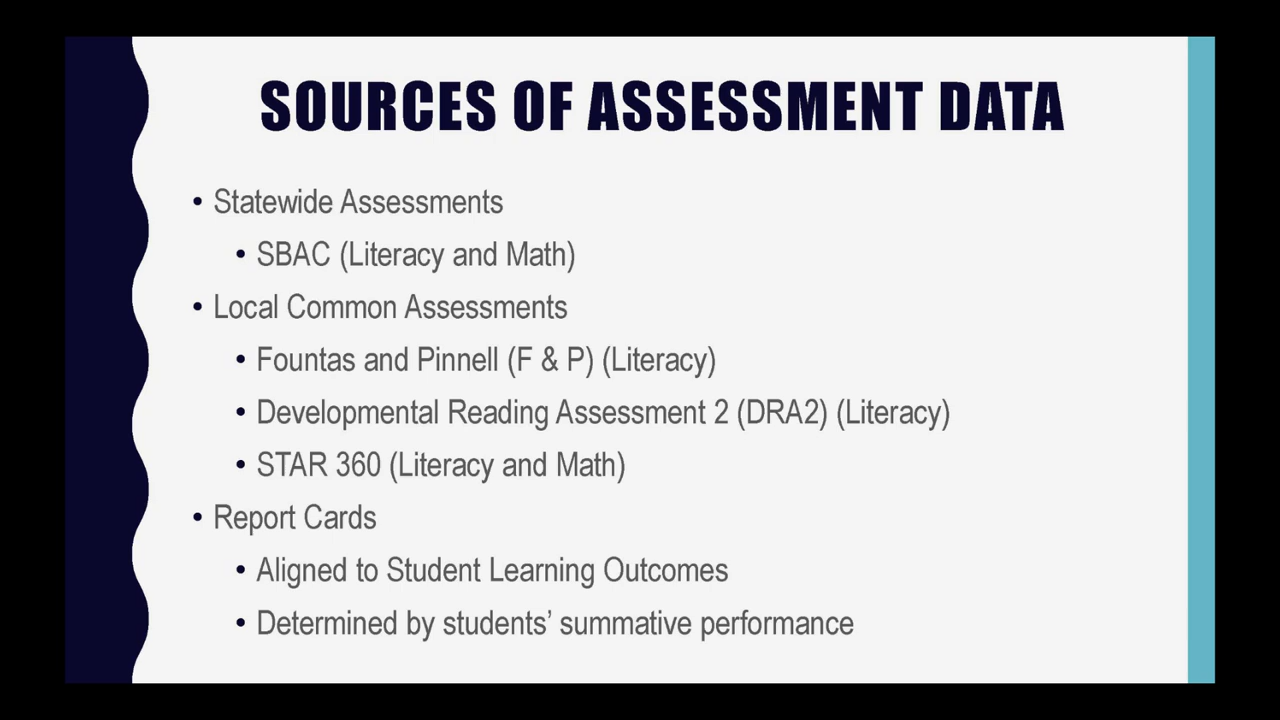 SOURCES OF ASSESSMENT DATA
• Statewide Assessments
• SBAC (Literacy and Math)
• Local Common Assessments
• Fountas and Pinnell (F & P) (Literacy)
• Developmental Reading Assessment 2 (DRA2) (Literacy)
• STAR 360 (Literacy and Math)
• Report Cards
• Aligned to Student Learning Outcomes
• Determined by students’ summative performance